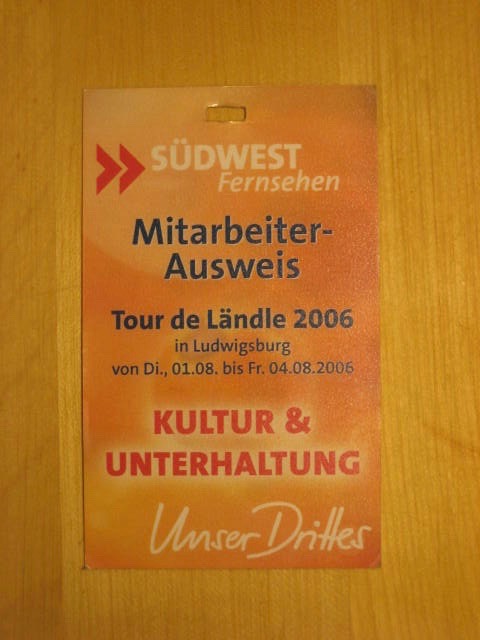 SÜDWEST
Fernsehen
Mitarbeiter-
Ausweis
Tour de Ländle 2006
in Ludwigsburg
von Di., 01.08. bis Fr. 04.08.2006
KULTUR &
UNTERHALTUNG
Unser Drittes